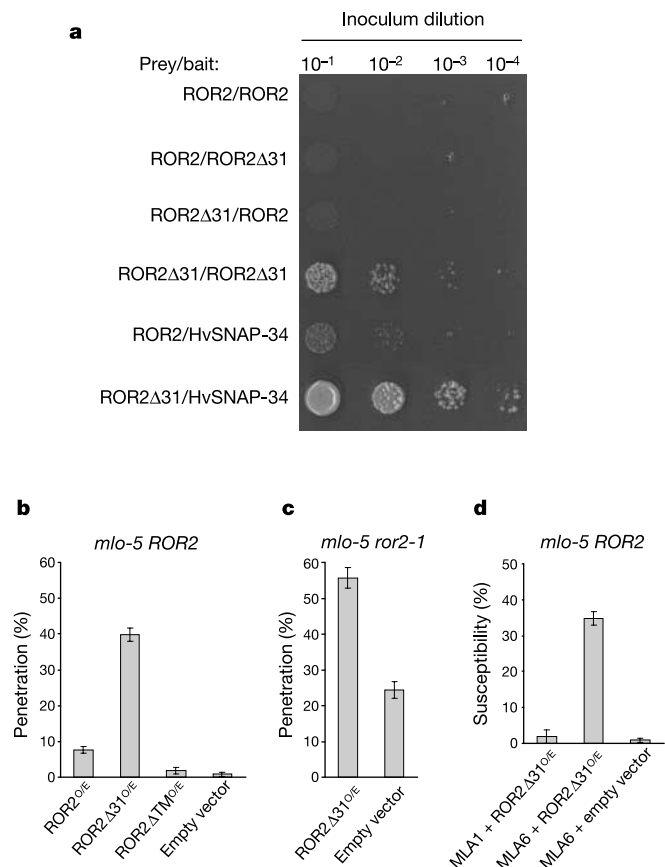 a
Inoculum dilution
Prey/bait: 10⁻¹ 10⁻² 10⁻³ 10⁻⁴
ROR2/ROR2
ROR2/ROR2Δ31
ROR2Δ31/ROR2
ROR2Δ31/ROR2Δ31
ROR2/HvSNAP-34
ROR2Δ31/HvSNAP-34
b
mlo-5 ROR2
Penetration (%)
60
50
40
30
20
10
0
ROR2ᴼ/ᴱ
ROR2Δ31ᴼ/ᴱ
ROR2ΔTMᴼ/ᴱ
Empty vector
c
mlo-5 ror2-1
Penetration (%)
60
50
40
30
20
10
0
ROR2Δ31ᴼ/ᴱ
Empty vector
d
mlo-5 ROR2
Susceptibility (%)
50
40
30
20
10
0
MLA1 + ROR2Δ31ᴼ/ᴱ
MLA6 + ROR2Δ31ᴼ/ᴱ
MLA6 + empty vector